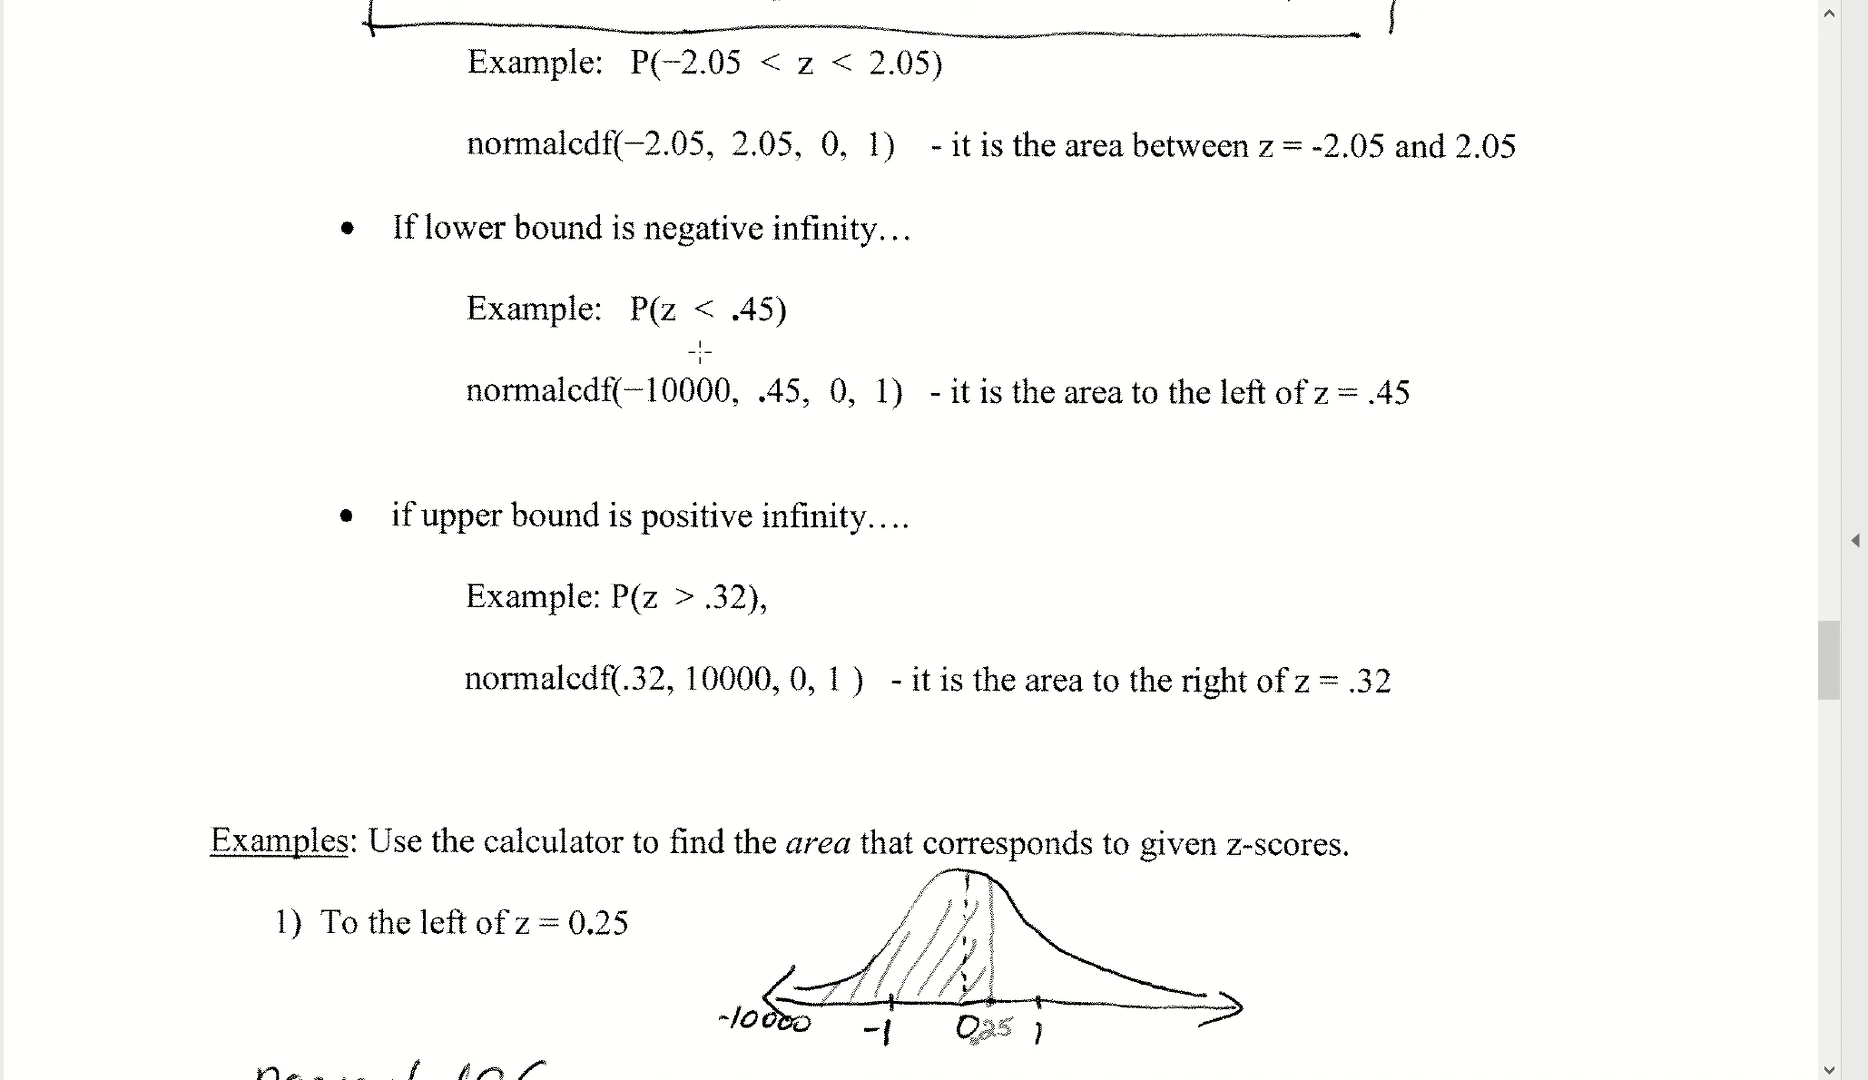 Example: P(−2.05 < z < 2.05)
normalcdf(−2.05, 2.05, 0, 1) - it is the area between z = -2.05 and 2.05
• If lower bound is negative infinity…
Example: P(z < .45)
normalcdf(−10000, .45, 0, 1) - it is the area to the left of z = .45
• if upper bound is positive infinity….
Example: P(z > .32),
normalcdf(.32, 10000, 0, 1 ) - it is the area to the right of z = .32
Examples: Use the calculator to find the area that corresponds to given z-scores.
1) To the left of z = 0.25
-10000 -1 0 .25 1